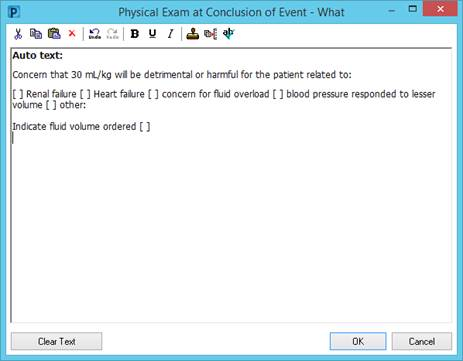 Physical Exam at Conclusion of Event - What
P
B U I
Undo Redo
Auto text:
Concern that 30 mL/kg will be detrimental or harmful for the patient related to:
[ ] Renal failure [ ] Heart failure [ ] concern for fluid overload [ ] blood pressure responded to lesser
volume [ ] other:
Indicate fluid volume ordered [ ]
Clear Text
OK
Cancel